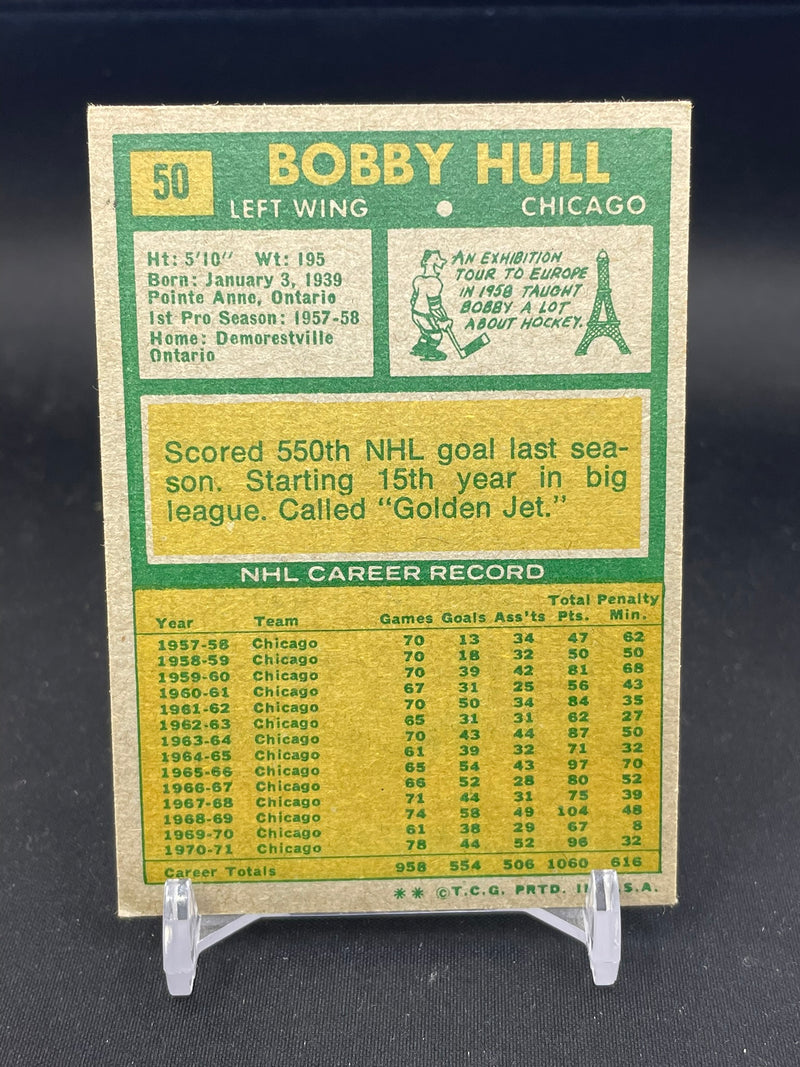 50
BOBBY HULL
LEFT WING • CHICAGO
Ht: 5'10" Wt: 195
Born: January 3, 1939
Pointe Anne, Ontario
1st Pro Season: 1957-58
Home: Demorestville
Ontario
AN EXHIBITION
TOUR TO EUROPE
IN 1958 TAUGHT
BOBBY A LOT
ABOUT HOCKEY.
Scored 550th NHL goal last sea-
son. Starting 15th year in big
league. Called "Golden Jet."
NHL CAREER RECORD
Year Team Games Goals Ass'ts Total Pts. Penalty Min.
1957-58 Chicago 70 13 34 47 62
1958-59 Chicago 70 18 32 50 50
1959-60 Chicago 70 39 42 81 68
1960-61 Chicago 67 31 25 56 43
1961-62 Chicago 70 50 34 84 35
1962-63 Chicago 65 31 31 62 27
1963-64 Chicago 70 43 44 87 50
1964-65 Chicago 61 39 32 71 32
1965-66 Chicago 65 54 43 97 70
1966-67 Chicago 66 52 28 80 52
1967-68 Chicago 71 44 31 75 39
1968-69 Chicago 74 58 49 104 48
1969-70 Chicago 61 38 29 67 8
1970-71 Chicago 78 44 52 96 32
Career Totals 958 554 506 1060 616
** ©T.C.G. PRTD. IN U.S.A.